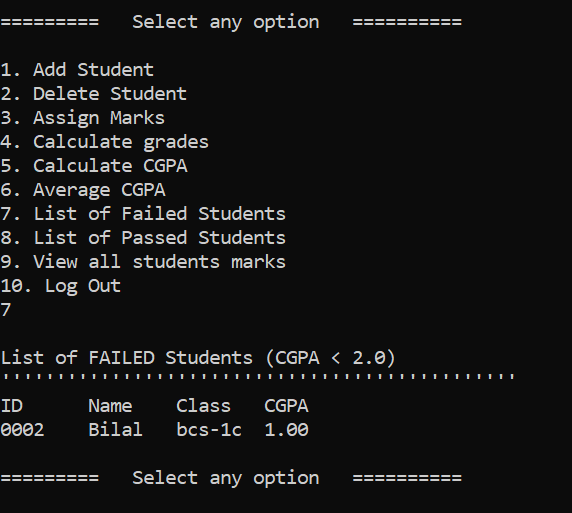 =========   Select any option   ==========
1. Add Student
2. Delete Student
3. Assign Marks
4. Calculate grades
5. Calculate CGPA
6. Average CGPA
7. List of Failed Students
8. List of Passed Students
9. View all students marks
10. Log Out
7
List of FAILED Students (CGPA < 2.0)
'''''''''''''''''''''''''''''''''''''''''''''''
ID      Name    Class   CGPA
0002    Bilal   bcs-1c  1.00
=========   Select any option   ==========